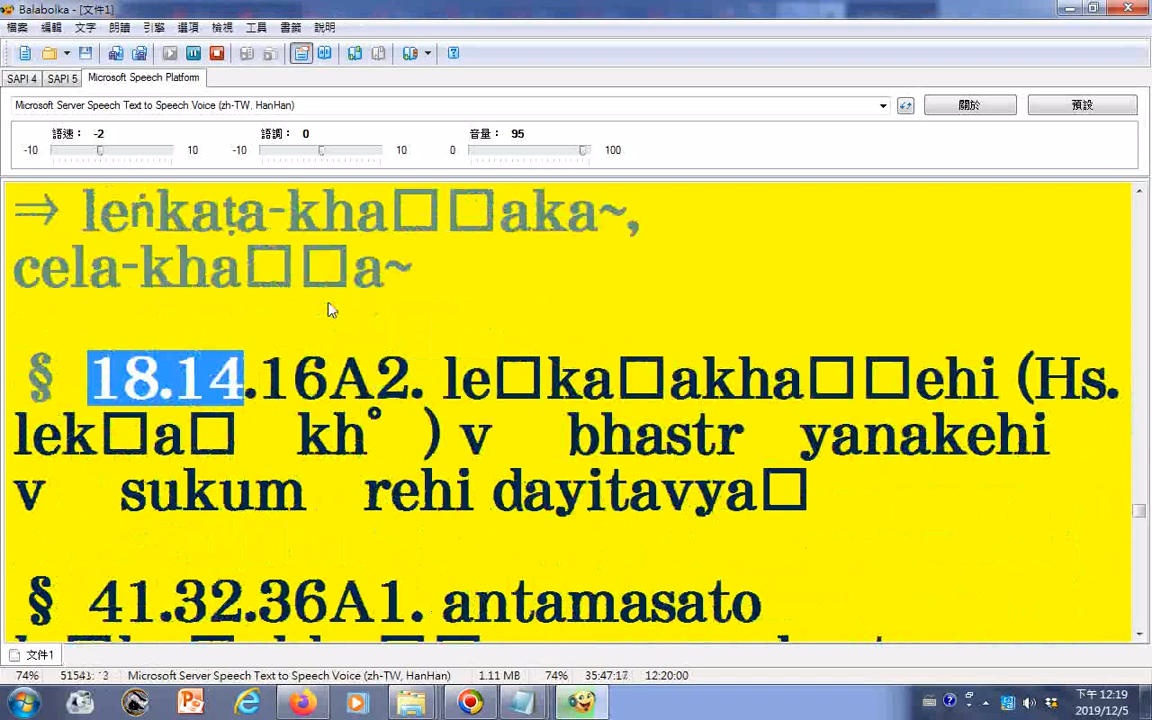 Balabolka - [文件1]
檔案 編輯 文字 朗讀 引擎 選項 檢視 工具 書籤 說明
SAPI 4 SAPI 5 Microsoft Speech Platform
Microsoft Server Speech Text to Speech Voice (zh-TW, HanHan) 關於 預設
語速： -2 語調： 0 音量： 95
-10 10 -10 10 0 100
⇒ leṅkaṭa-kha□□aka~,
cela-kha□□a~
§ 18.14.16A2. le□ka□akha□□ehi (Hs.
lek□a□ kh° ) v bhastr yanakehi
v sukum rehi dayitavya□
§ 41.32.36A1. antamasato
文件1
74% Microsoft Server Speech Text to Speech Voice (zh-TW, HanHan) 1.11 MB 74% 35:47:17 12:20:00
下午 12:19
2019/12/5